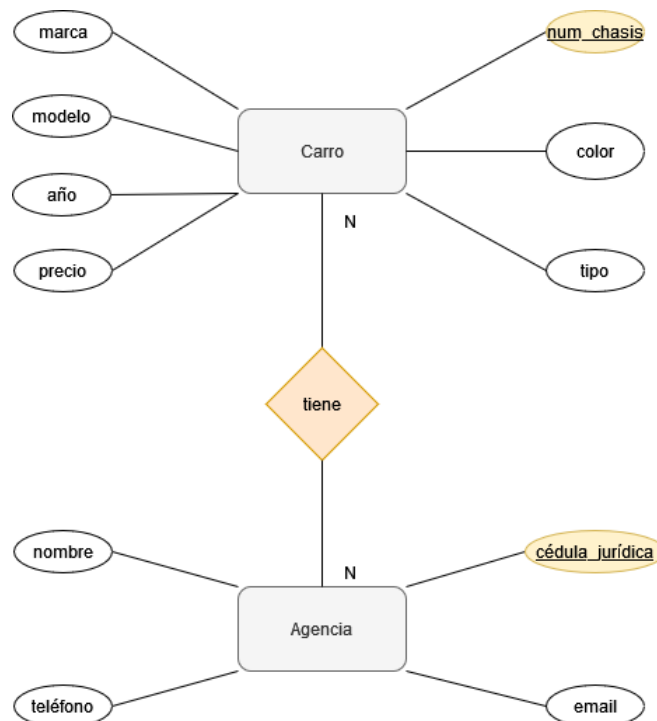 marca
num_chasis
modelo
Carro
color
año
precio
tipo
N
tiene
nombre
cédula_jurídica
N
Agencia
teléfono
email